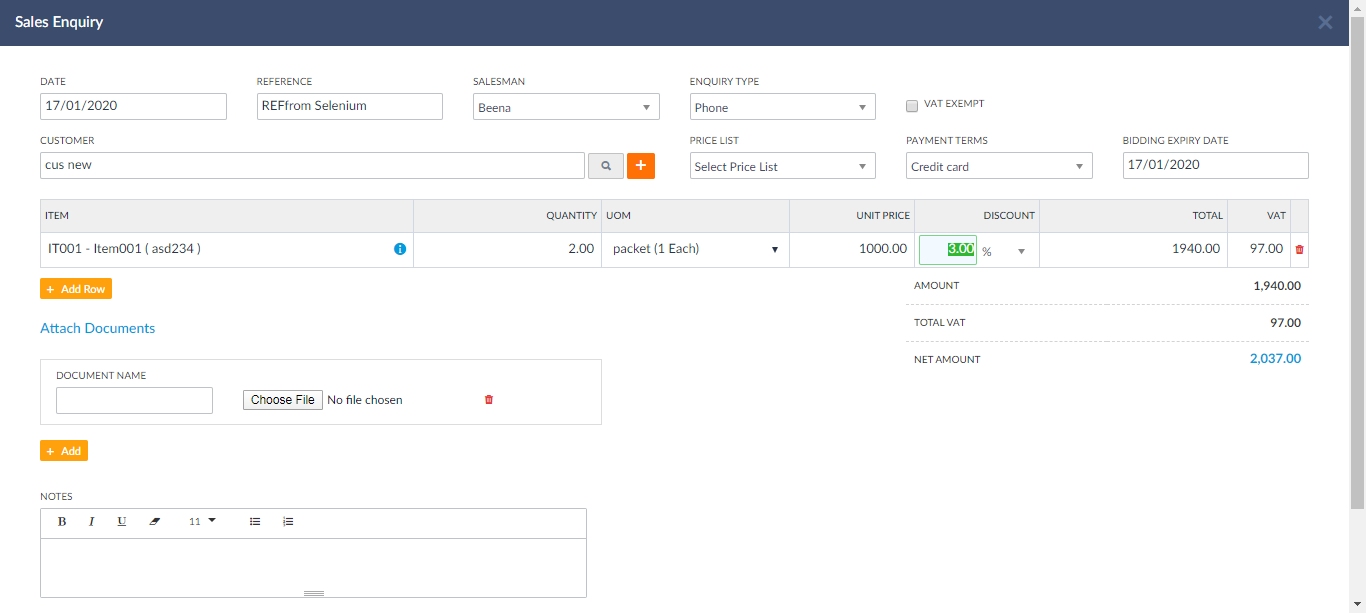 Sales Enquiry
DATE REFERENCE SALESMAN ENQUIRY TYPE
17/01/2020 REFfrom Selenium Beena Phone VAT EXEMPT
CUSTOMER PRICE LIST PAYMENT TERMS BIDDING EXPIRY DATE
cus new + Select Price List Credit card 17/01/2020
ITEM QUANTITY UOM UNIT PRICE DISCOUNT TOTAL VAT
IT001 - Item001 ( asd234 ) i 2.00 packet (1 Each) 1000.00 3.00 % 1940.00 97.00
+ Add Row AMOUNT 1,940.00
Attach Documents TOTAL VAT 97.00
NET AMOUNT 2,037.00
DOCUMENT NAME
Choose File No file chosen
+ Add
NOTES
B I U 11